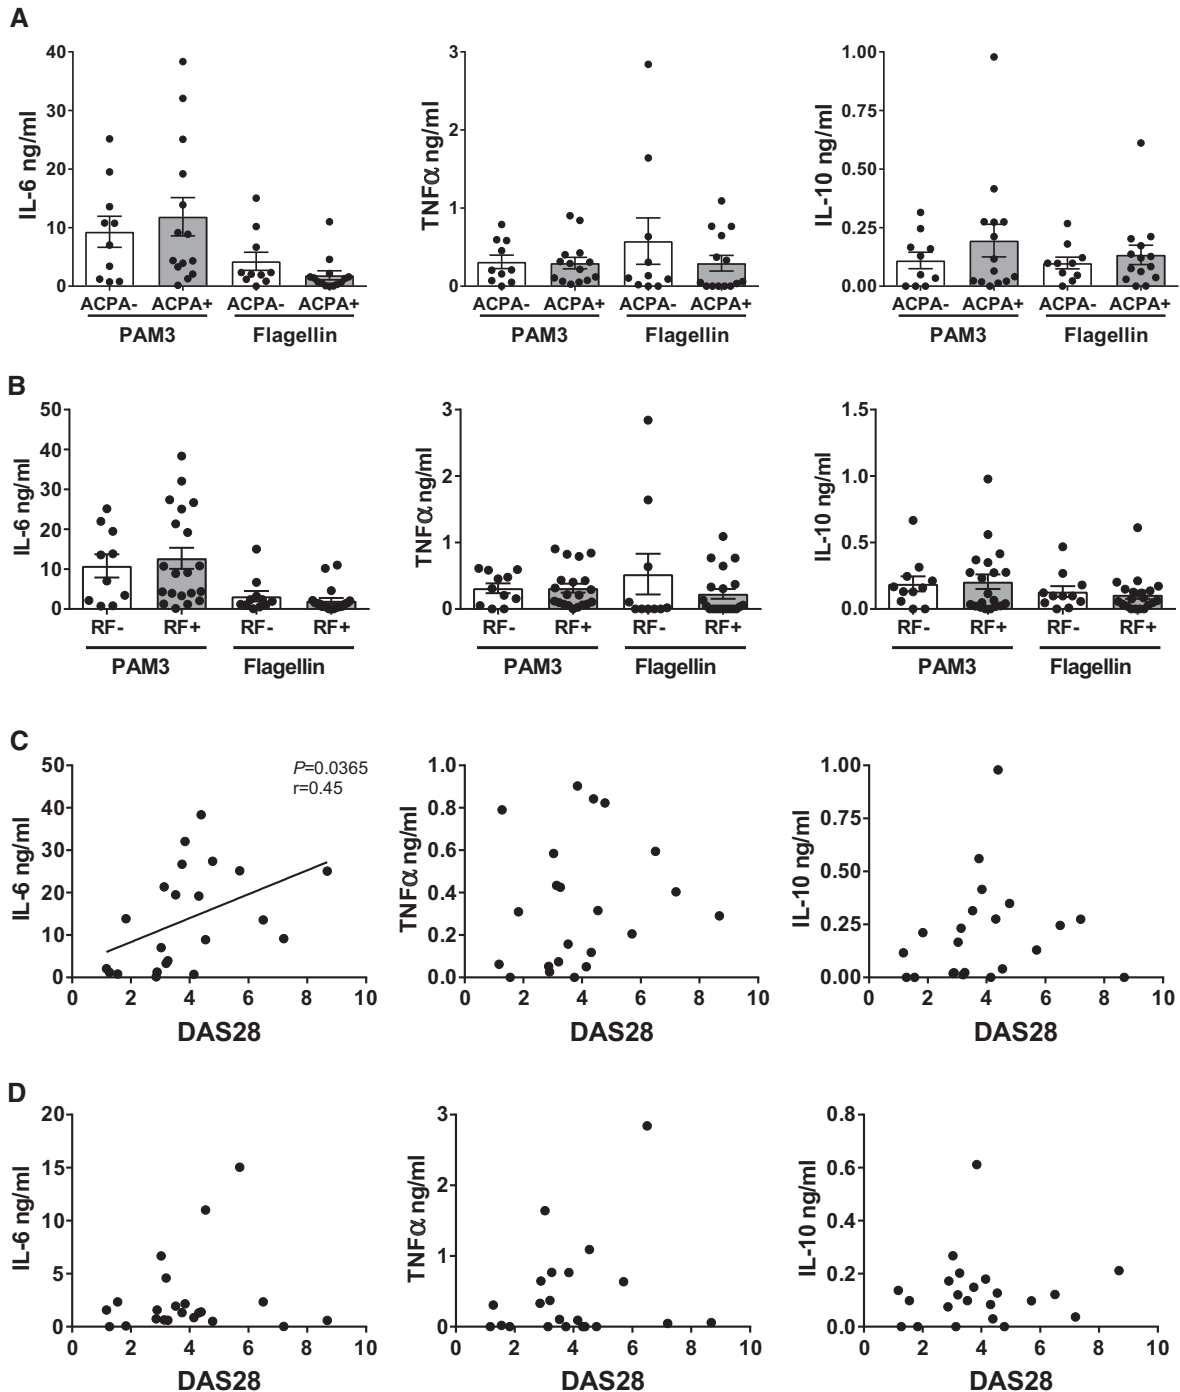 A
IL-6 ng/ml
40
30
20
10
0
ACPA- ACPA+ ACPA- ACPA+
PAM3 Flagellin
TNFα ng/ml
3
2
1
0
ACPA- ACPA+ ACPA- ACPA+
PAM3 Flagellin
IL-10 ng/ml
1.00
0.75
0.50
0.25
0.00
ACPA- ACPA+ ACPA- ACPA+
PAM3 Flagellin
B
IL-6 ng/ml
50
40
30
20
10
0
RF- RF+ RF- RF+
PAM3 Flagellin
TNFα ng/ml
3
2
1
0
RF- RF+ RF- RF+
PAM3 Flagellin
IL-10 ng/ml
1.5
1.0
0.5
0.0
RF- RF+ RF- RF+
PAM3 Flagellin
C
IL-6 ng/ml
50
40
30
20
10
0
P=0.0365
r=0.45
0 2 4 6 8 10
DAS28
TNFα ng/ml
1.0
0.8
0.6
0.4
0.2
0.0
0 2 4 6 8 10
DAS28
IL-10 ng/ml
1.00
0.75
0.50
0.25
0.00
0 2 4 6 8 10
DAS28
D
IL-6 ng/ml
20
15
10
5
0
0 2 4 6 8 10
DAS28
TNFα ng/ml
3
2
1
0
0 2 4 6 8 10
DAS28
IL-10 ng/ml
0.8
0.6
0.4
0.2
0.0
0 2 4 6 8 10
DAS28